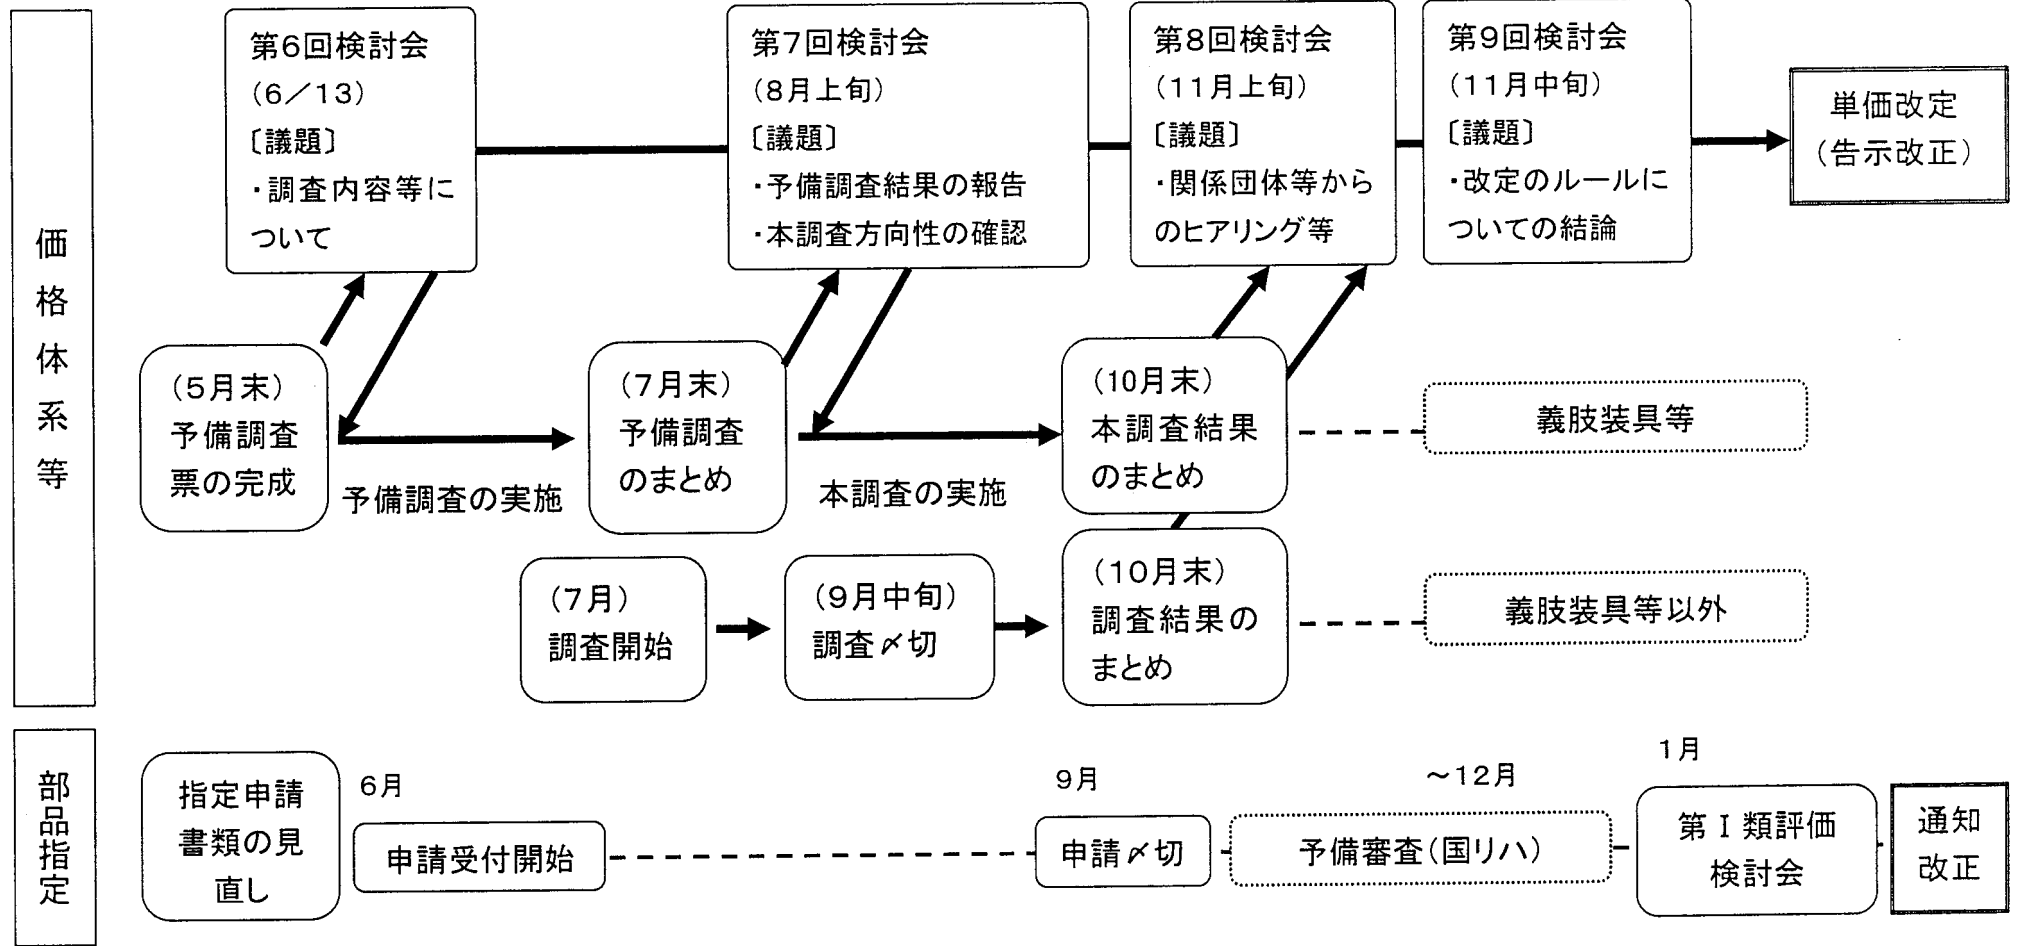 価格体系等
第6回検討会
(6／13)
〔議題〕
・調査内容等に
ついて
第7回検討会
(8月上旬)
〔議題〕
・予備調査結果の報告
・本調査方向性の確認
第8回検討会
(11月上旬)
〔議題〕
・関係団体等から
のヒアリング等
第9回検討会
(11月中旬)
〔議題〕
・改定のルールに
ついての結論
単価改定
(告示改正)
(5月末)
予備調査
票の完成
予備調査の実施
(7月末)
予備調査
のまとめ
本調査の実施
(10月末)
本調査結果
のまとめ
義肢装具等
(7月)
調査開始
(9月中旬)
調査〆切
(10月末)
調査結果の
まとめ
義肢装具等以外
部品指定
指定申請
書類の見
直し
6月
申請受付開始
9月
申請〆切
～12月
予備審査(国リハ)
1月
第Ⅰ類評価
検討会
通知
改正